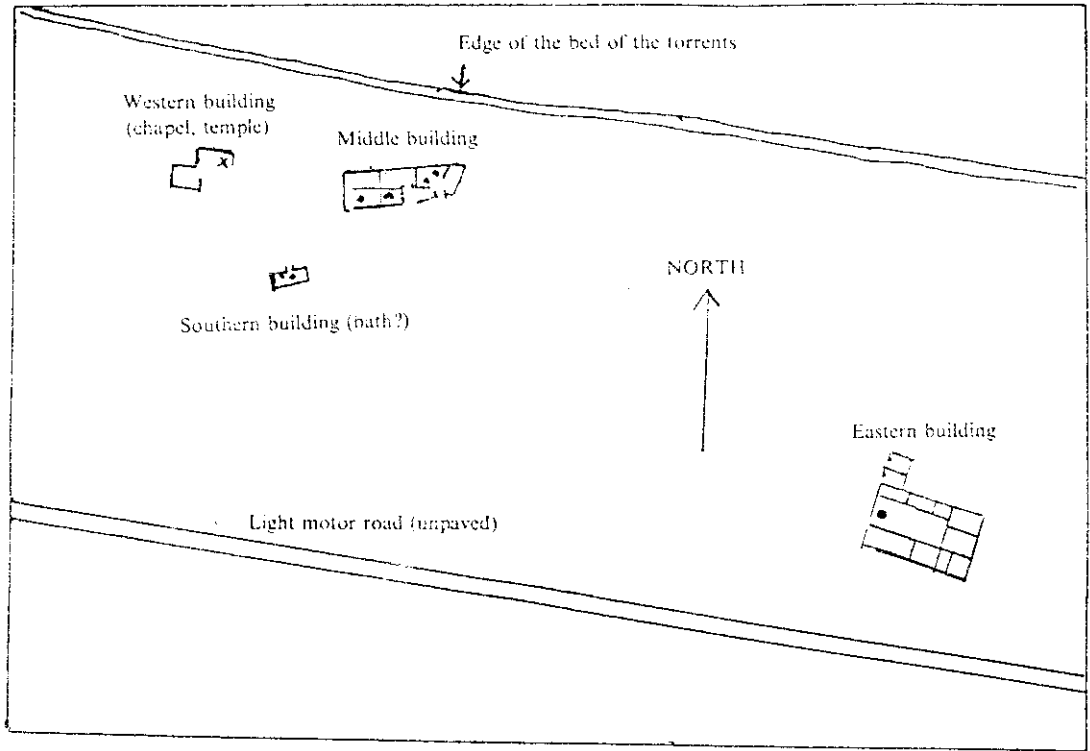 Edge of the bed of the torrents
Western building
(chapel, temple)
Middle building
x
NORTH
Southern building (bath?)
Eastern building
Light motor road (unpaved)